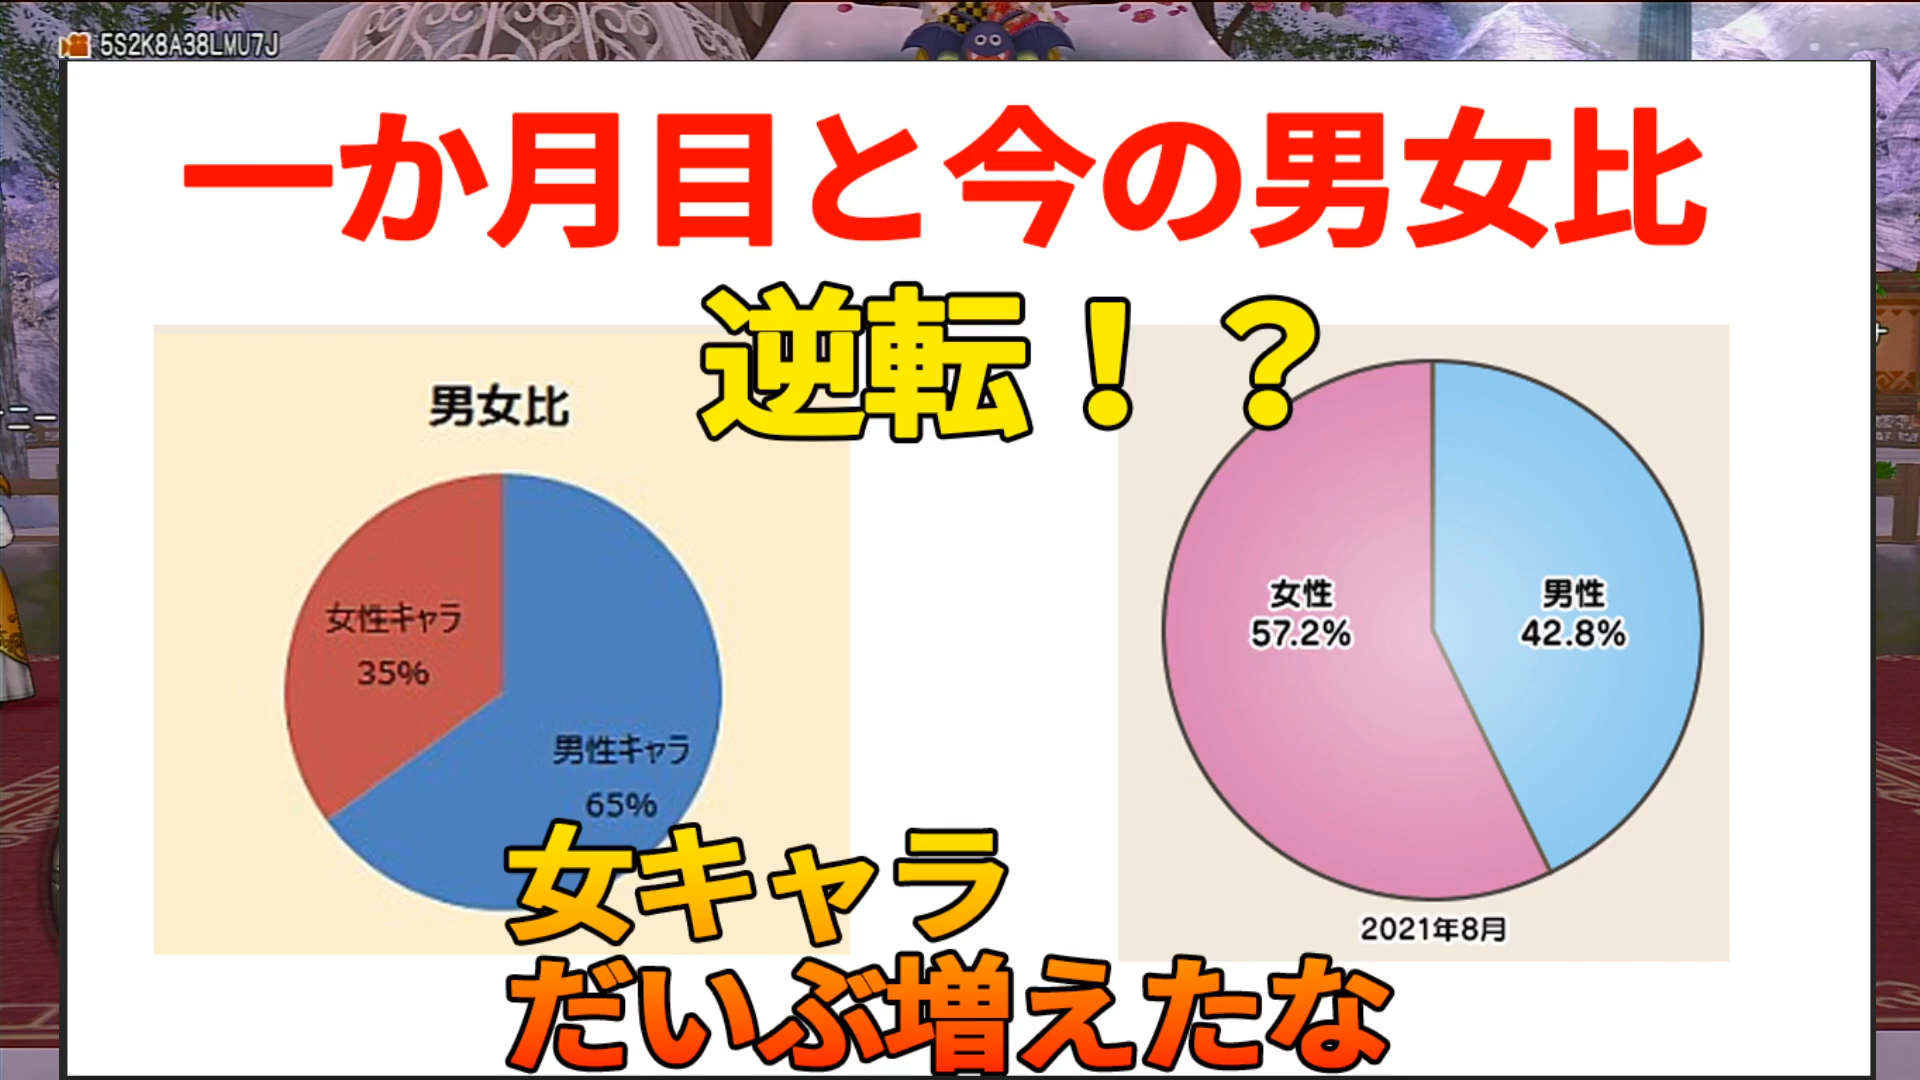 5S2K8A38LMU7J
一か月目と今の男女比
逆転！？
男女比
女性キャラ
35%
男性キャラ
65%
女性
57.2%
男性
42.8%
2021年8月
女キャラ
だいぶ増えたな